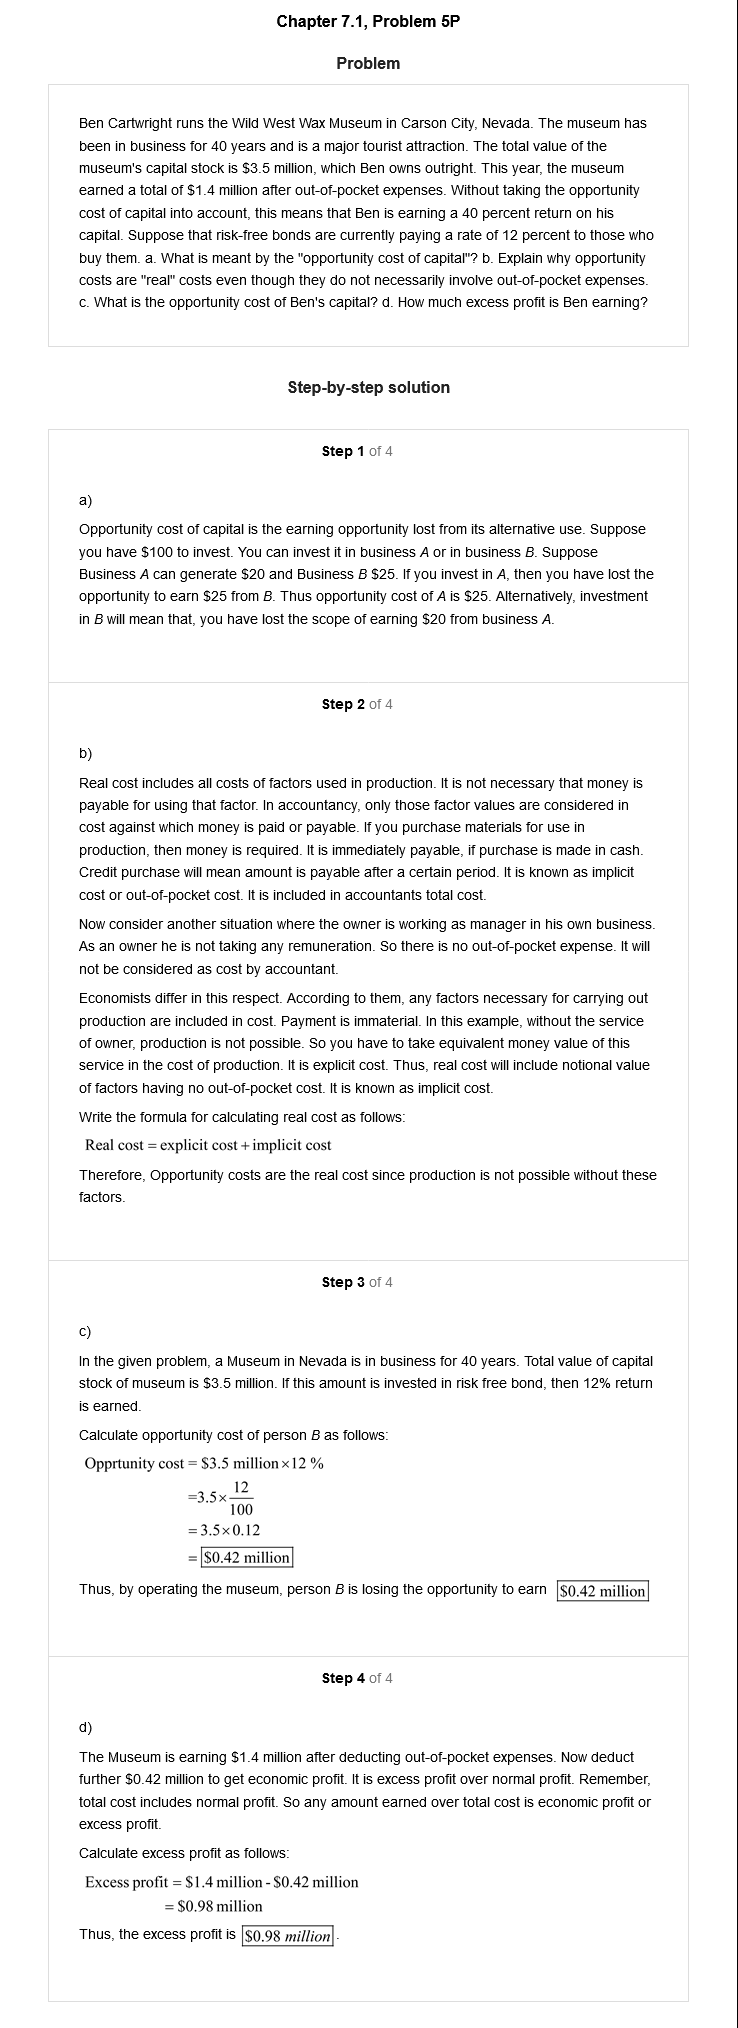 Chapter 7.1, Problem 5P
Problem
Ben Cartwright runs the Wild West Wax Museum in Carson City, Nevada. The museum has
been in business for 40 years and is a major tourist attraction. The total value of the
museum's capital stock is $3.5 million, which Ben owns outright. This year, the museum
earned a total of $1.4 million after out-of-pocket expenses. Without taking the opportunity
cost of capital into account, this means that Ben is earning a 40 percent return on his
capital. Suppose that risk-free bonds are currently paying a rate of 12 percent to those who
buy them. a. What is meant by the "opportunity cost of capital"? b. Explain why opportunity
costs are "real" costs even though they do not necessarily involve out-of-pocket expenses.
c. What is the opportunity cost of Ben's capital? d. How much excess profit is Ben earning?
Step-by-step solution
Step 1 of 4
a)
Opportunity cost of capital is the earning opportunity lost from its alternative use. Suppose
you have $100 to invest. You can invest it in business A or in business B. Suppose
Business A can generate $20 and Business B $25. If you invest in A, then you have lost the
opportunity to earn $25 from B. Thus opportunity cost of A is $25. Alternatively, investment
in B will mean that, you have lost the scope of earning $20 from business A.
Step 2 of 4
b)
Real cost includes all costs of factors used in production. It is not necessary that money is
payable for using that factor. In accountancy, only those factor values are considered in
cost against which money is paid or payable. If you purchase materials for use in
production, then money is required. It is immediately payable, if purchase is made in cash.
Credit purchase will mean amount is payable after a certain period. It is known as implicit
cost or out-of-pocket cost. It is included in accountants total cost.
Now consider another situation where the owner is working as manager in his own business.
As an owner he is not taking any remuneration. So there is no out-of-pocket expense. It will
not be considered as cost by accountant.
Economists differ in this respect. According to them, any factors necessary for carrying out
production are included in cost. Payment is immaterial. In this example, without the service
of owner, production is not possible. So you have to take equivalent money value of this
service in the cost of production. It is explicit cost. Thus, real cost will include notional value
of factors having no out-of-pocket cost. It is known as implicit cost.
Write the formula for calculating real cost as follows:
Real cost = explicit cost + implicit cost
Therefore, Opportunity costs are the real cost since production is not possible without these
factors.
Step 3 of 4
c)
In the given problem, a Museum in Nevada is in business for 40 years. Total value of capital
stock of museum is $3.5 million. If this amount is invested in risk free bond, then 12% return
is earned.
Calculate opportunity cost of person B as follows:
Opprtunity cost = $3.5 million × 12 %
=3.5× 12/100
= 3.5×0.12
= $0.42 million
Thus, by operating the museum, person B is losing the opportunity to earn $0.42 million
Step 4 of 4
d)
The Museum is earning $1.4 million after deducting out-of-pocket expenses. Now deduct
further $0.42 million to get economic profit. It is excess profit over normal profit. Remember,
total cost includes normal profit. So any amount earned over total cost is economic profit or
excess profit.
Calculate excess profit as follows:
Excess profit = $1.4 million - $0.42 million
= $0.98 million
Thus, the excess profit is $0.98 million.